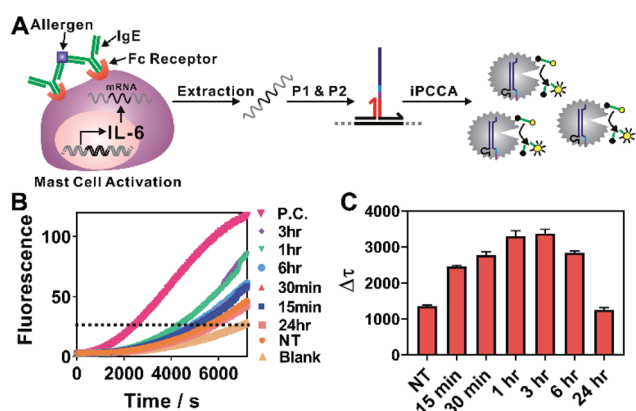 A
Allergen
IgE
Fc Receptor
mRNA
IL-6
Mast Cell Activation
Extraction
P1 & P2
iPCCA
B
Fluorescence
100
50
0
0 2000 4000 6000
Time / s
P.C.
3hr
1hr
6hr
30min
15min
24hr
NT
Blank
C
Δτ
4000
3000
2000
1000
0
NT
15 min
30 min
1 hr
3 hr
6 hr
24 hr